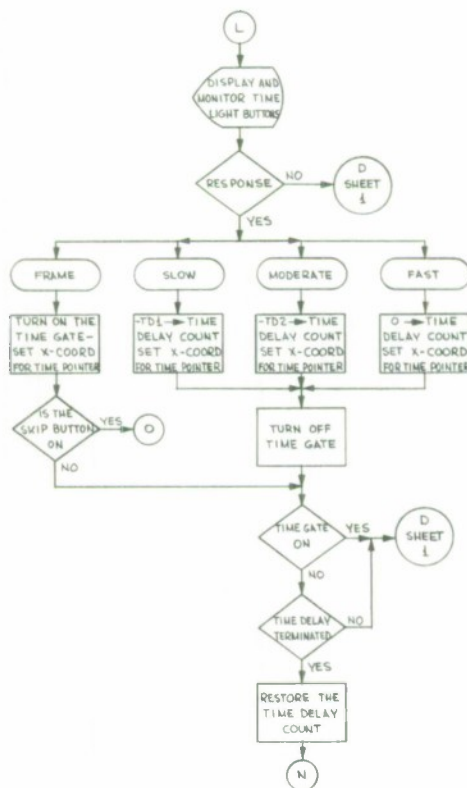 L
DISPLAY AND
MONITOR TIME
LIGHT BUTTONS
RESPONSE
NO
D
SHEET
1
YES
FRAME
SLOW
MODERATE
FAST
TURN ON THE
TIME GATE-
SET X-COORD
FOR TIME POINTER
-TD1→TIME
DELAY COUNT
SET X-COORD
FOR TIME POINTER
-TD2→TIME
DELAY COUNT
SET X-COORD
FOR TIME POINTER
O→TIME
DELAY COUNT
SET X-COORD
FOR TIME POINTER
IS THE
SKIP BUTTON
ON
YES
O
NO
TURN OFF
TIME GATE
TIME GATE
ON
YES
D
SHEET
1
NO
TIME DELAY
TERMINATED
NO
YES
RESTORE THE
TIME DELAY
COUNT
N